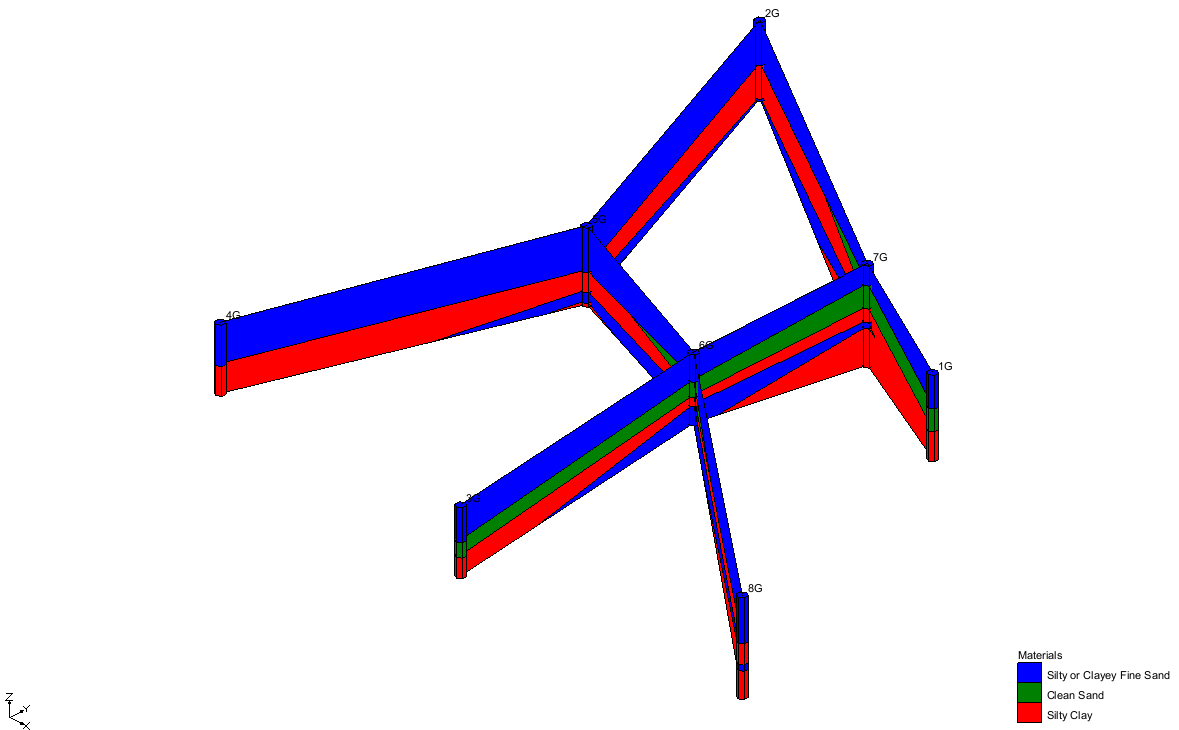 2G
5G
7G
4G
6G
1G
3G
8G
Materials
Silty or Clayey Fine Sand
Clean Sand
Silty Clay
Z
Y
X